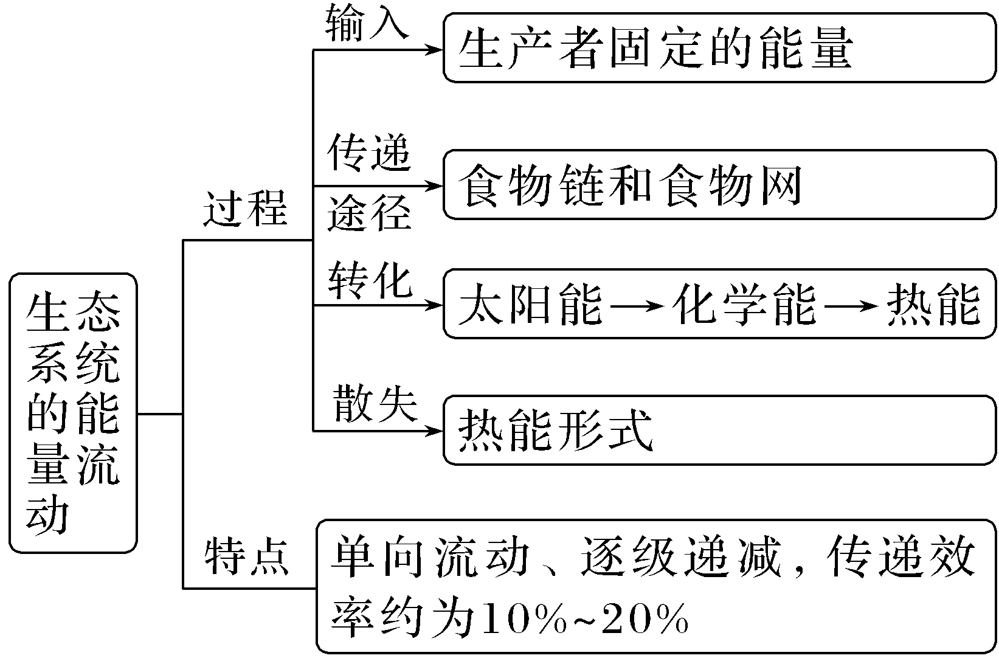 生态
系统
的能
量流
动
过程
输入
生产者固定的能量
传递
途径
食物链和食物网
转化
太阳能→化学能→热能
散失
热能形式
特点
单向流动、逐级递减,传递效
率约为10%~20%